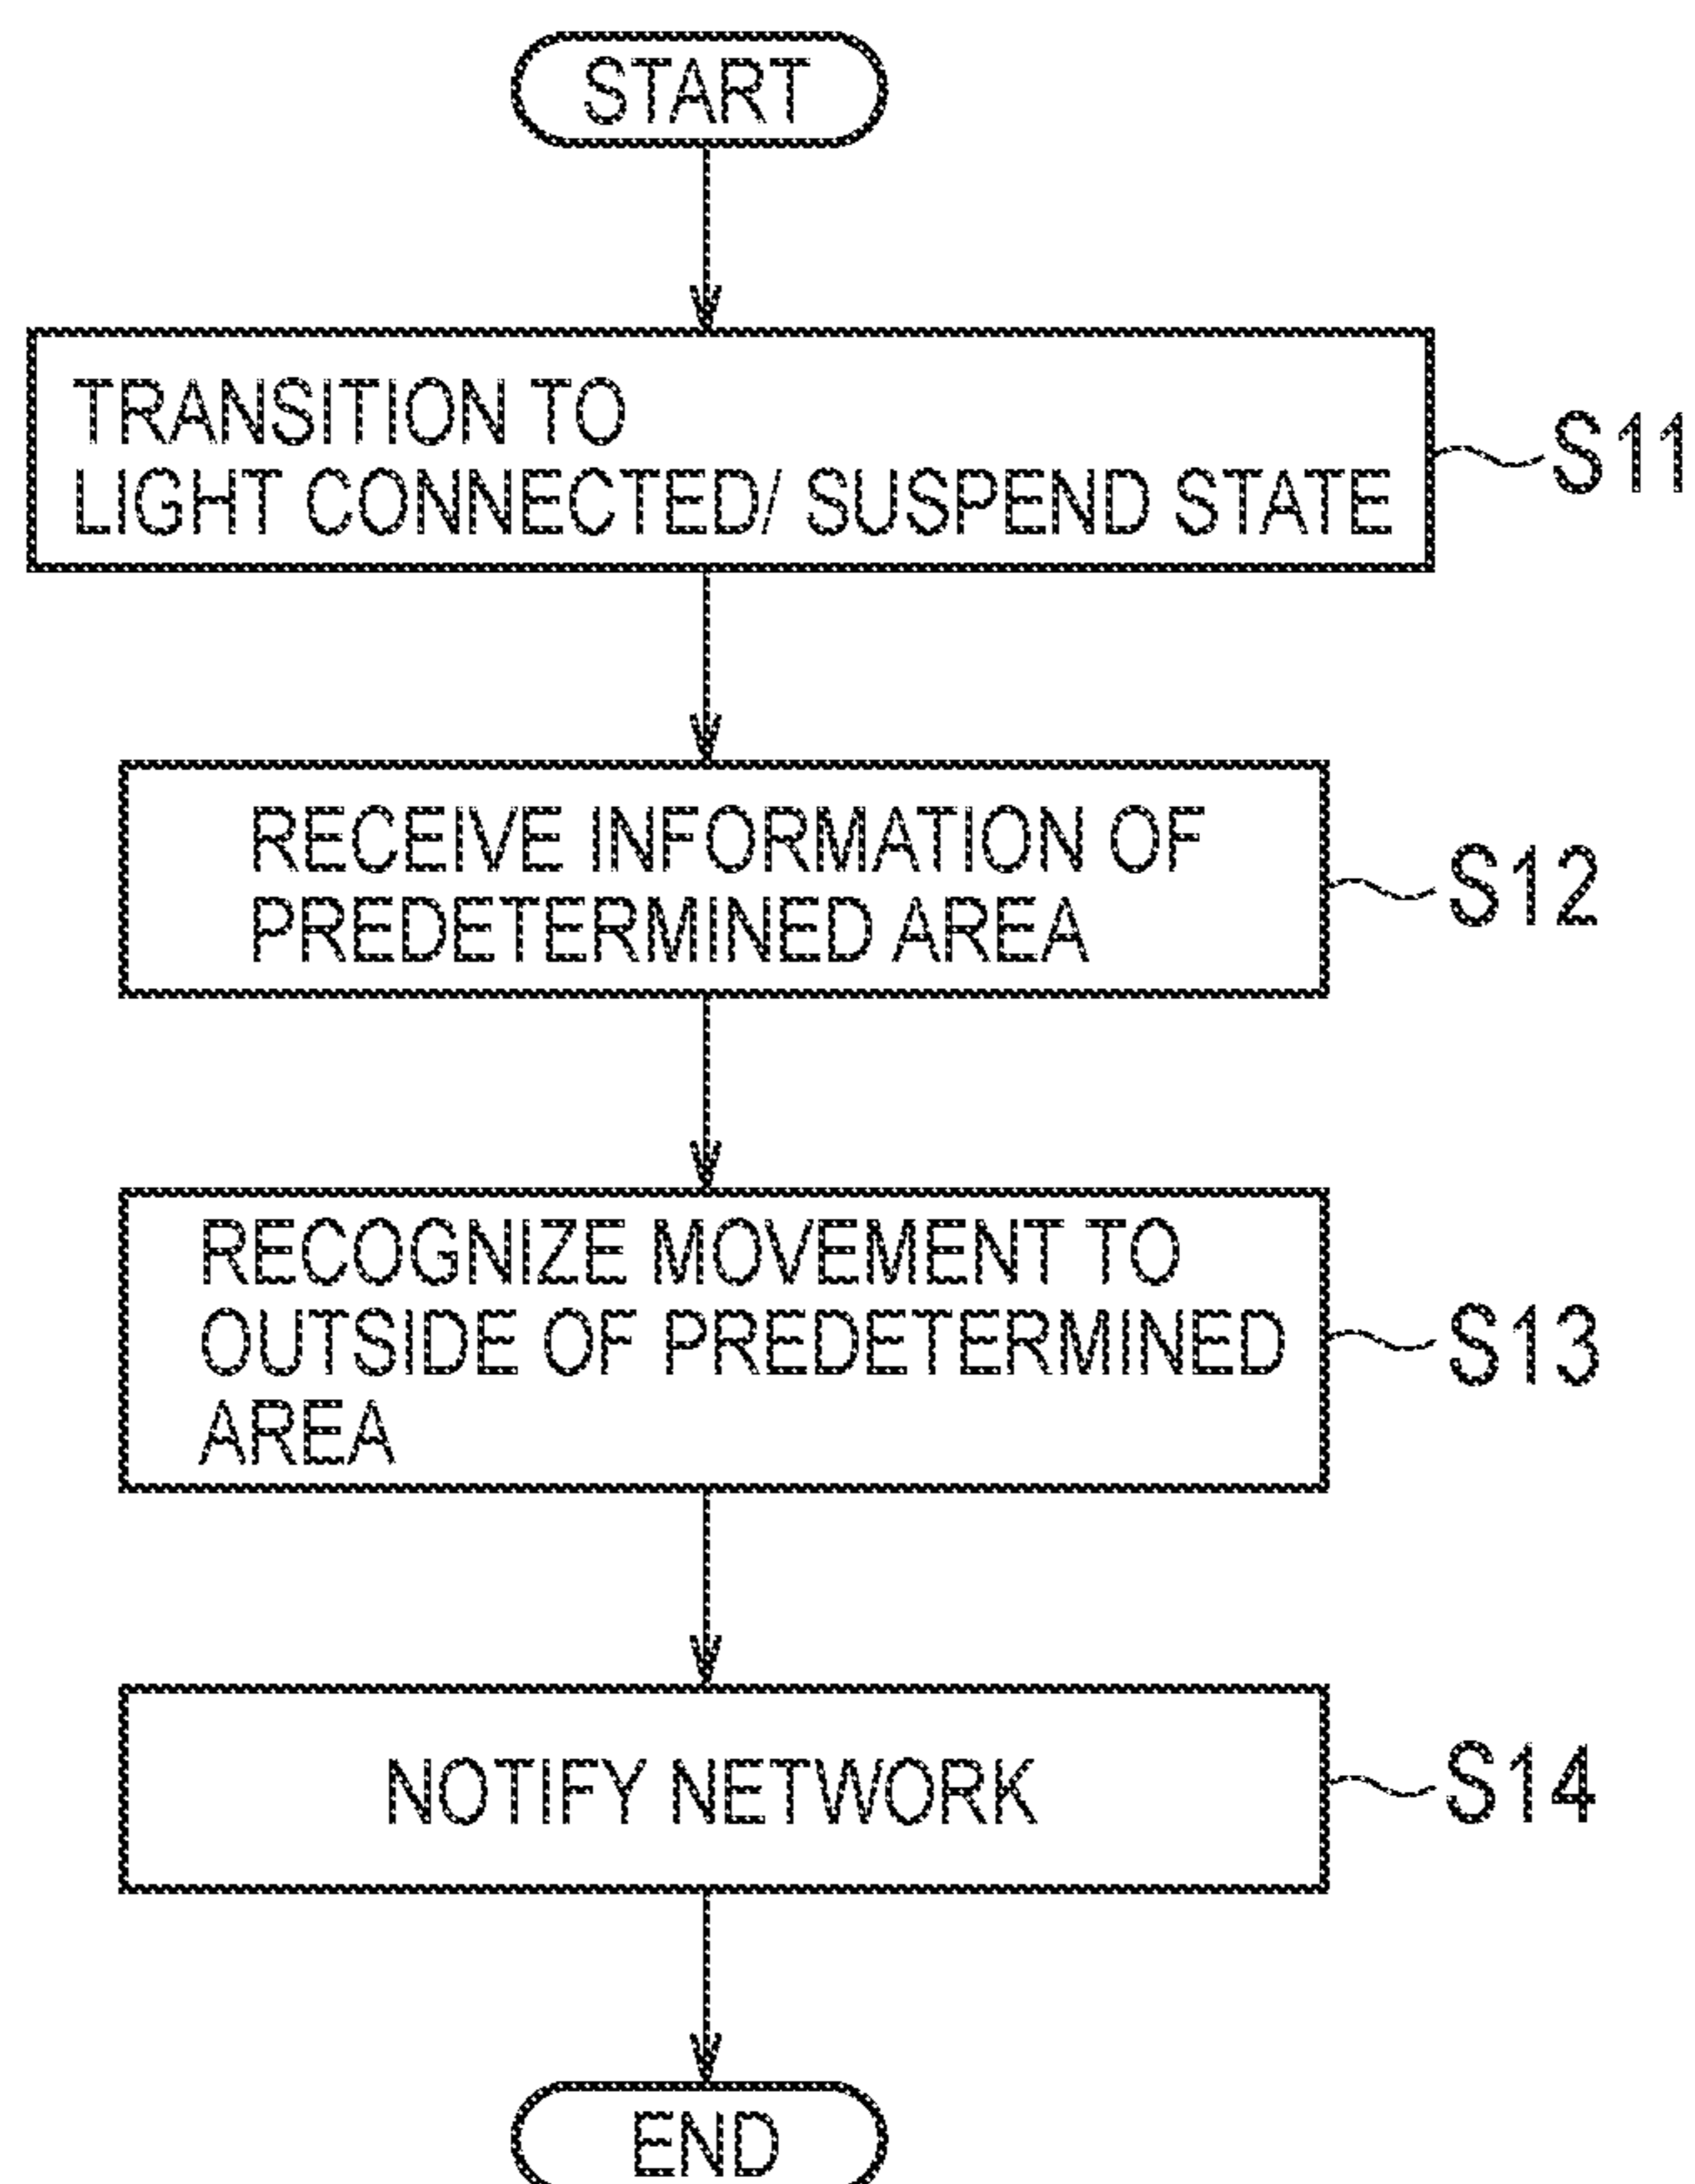 START
TRANSITION TO
LIGHT CONNECTED/ SUSPEND STATE
S11
RECEIVE INFORMATION OF
PREDETERMINED AREA
S12
RECOGNIZE MOVEMENT TO
OUTSIDE OF PREDETERMINED
AREA
S13
NOTIFY NETWORK
S14
END